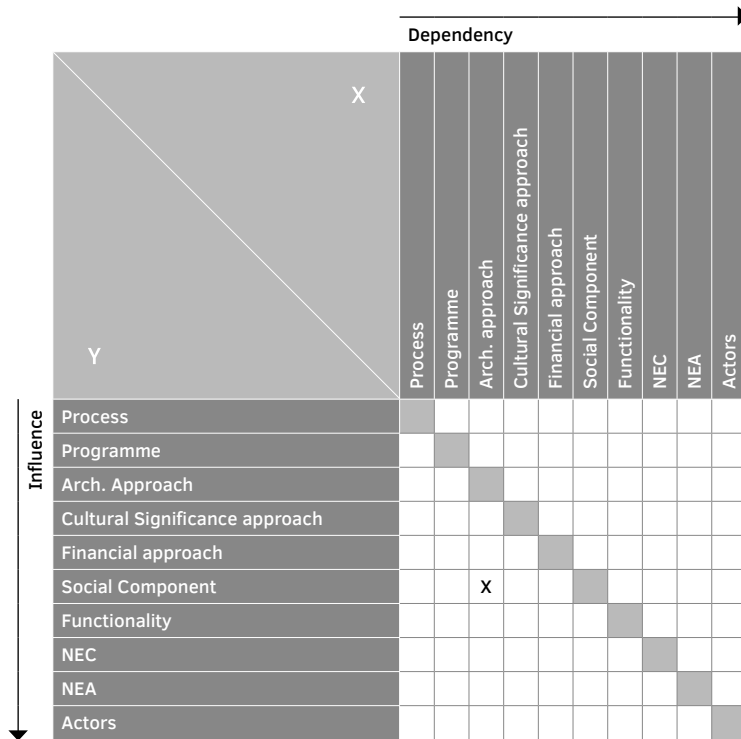 Dependency
X
Y
Process
Programme
Arch. approach
Cultural Significance approach
Financial approach
Social Component
Functionality
NEC
NEA
Actors
Influence
Process
Programme
Arch. Approach
Cultural Significance approach
Financial approach
Social Component
X
Functionality
NEC
NEA
Actors